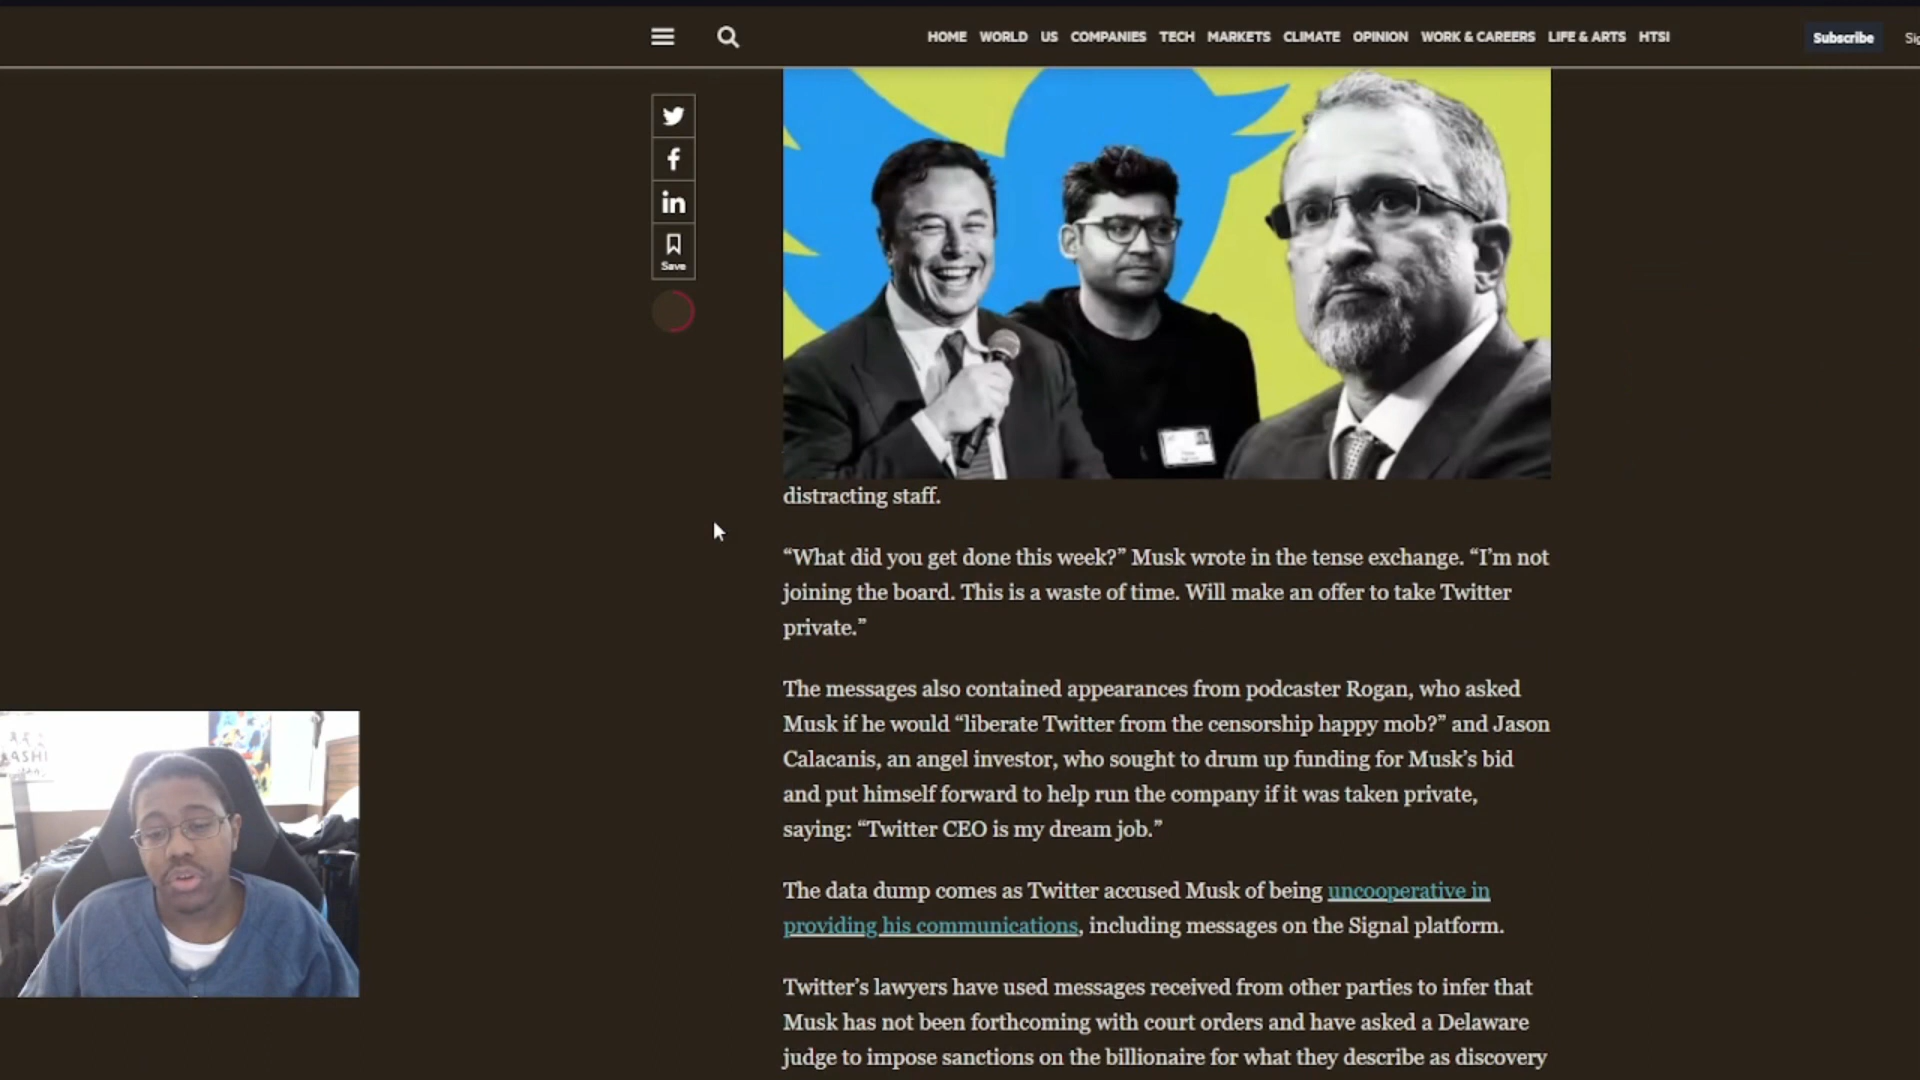 HOME WORLD US COMPANIES TECH MARKETS CLIMATE OPINION WORK & CAREERS LIFE & ARTS HTSI
Subscribe
Save
distracting staff.
“What did you get done this week?” Musk wrote in the tense exchange. “I’m not
joining the board. This is a waste of time. Will make an offer to take Twitter
private.”
The messages also contained appearances from podcaster Rogan, who asked
Musk if he would “liberate Twitter from the censorship happy mob?” and Jason
Calacanis, an angel investor, who sought to drum up funding for Musk’s bid
and put himself forward to help run the company if it was taken private,
saying: “Twitter CEO is my dream job.”
The data dump comes as Twitter accused Musk of being uncooperative in
providing his communications, including messages on the Signal platform.
Twitter’s lawyers have used messages received from other parties to infer that
Musk has not been forthcoming with court orders and have asked a Delaware
judge to impose sanctions on the billionaire for what they describe as discovery